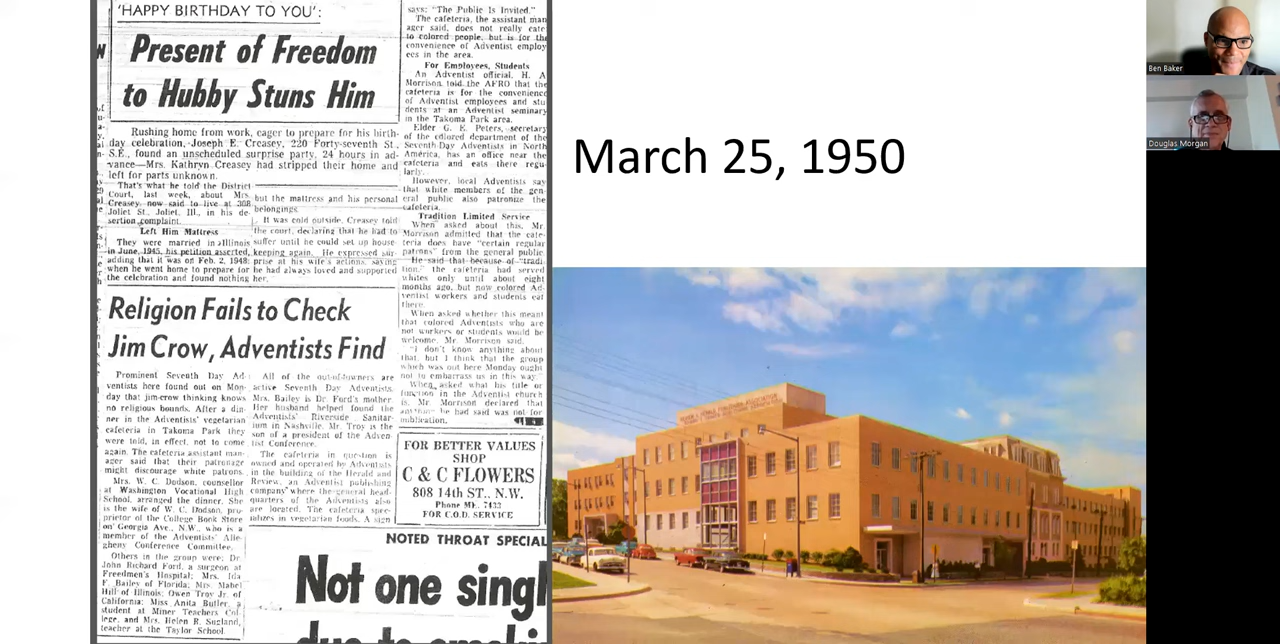 'HAPPY BIRTHDAY TO YOU':
Present of Freedom
to Hubby Stuns Him
Rushing home from work, eager to prepare for his birth-
day celebration, Joseph E. Creasey, 220 Forty-seventh St.,
S.E., found an unscheduled surprise party, 24 hours in ad-
vance—Mrs. Kathryn Creasey had stripped their home and
left for parts unknown.
That's what he told the District
Court, last week, about Mrs.
Creasey, now said to live at 308
Joliet St., Joliet, Ill., in his de-
sertion complaint.
Left Him Mattress
They were married in Illinois
in June, 1945, his petition asserted,
adding that it was on Feb. 2, 1948:
when he went home to prepare for
the celebration and found nothing
but the mattress and his personal
belongings.
It was cold outside, Creasey told
the court, declaring that he had to
suffer until he could set up house-
keeping again. He expressed sur-
prise at his wife's actions, saying
he had always loved and supported
her.
Religion Fails to Check
Jim Crow, Adventists Find
Prominent Seventh Day Ad-
ventists here found out on Mon-
day that jim-crow thinking knows
no religious bounds. After a din-
ner in the Adventists' vegetarian
cafeteria in Takoma Park they
were told, in effect, not to come
again. The cafeteria assistant man-
ager said that their patronage
might discourage white patrons.
Mrs. W. C. Dodson, counselor
at Washington Vocational High
School, arranged the dinner. She
is the wife of W. C. Dodson, pro-
prietor of the College Book Store
on Georgia Ave., N.W., who is a
member of the Adventists' Alle-
gheny Conference Committee.
Others in the group were: Dr.
John Richard Ford, a surgeon at
Freedmen's Hospital; Mrs. Ida
F. Bailey of Florida; Mrs. Mabel
Hill of Illinois; Owen Troy Jr. of
California; Miss Anita Butler, a
student at Miner Teachers Col-
lege, and Mrs. Helen R. Sugland,
teacher at the Taylor School.
All of the out-of-towners are
active Seventh Day Adventists.
Mrs. Bailey is Dr. Ford's mother.
Her husband helped found the
Adventists' Riverside Sanitar-
ium in Nashville. Mr. Troy is the
son of a president of the Adven-
tist Conference.
The cafeteria in question is
owned and operated by Adventists
in the building of the Herald and
Review, an Adventist publishing
company where the general head-
quarters of the Adventists also
are located. The cafeteria spec-
ializes in vegetarian foods. A sign
says: "The Public Is Invited."
The cafeteria, the assistant man
ager said, does not really cate
to colored people, but is for the
convenience of Adventist employ
ees in the area.
For Employees, Students
An Adventist official, H. A
Morrison, told the AFRO that the
cafeteria is for the convenience
of Adventist employees and stu
dents at an Adventist seminary
in the Takoma Park area.
Elder G. E. Peters, secretary
of the colored department of the
Seventh-Day Adventists in North
America, has an office near the
cafeteria and eats there regu-
larly.
However, local Adventists say
that white members of the gen-
eral public also patronize the
cafeteria.
Tradition Limited Service
When asked about this, Mr.
Morrison admitted that the cafe-
teria does have "certain regular
patrons" from the general public.
He said that because of "tradi-
tion," the cafeteria had served
whites only until about eight
months ago, but now colored Ad-
ventist workers and students eat
there.
When asked whether this meant
that colored Adventists who are
not workers or students would be
welcome, Mr. Morrison said,
"I don't know anything about
that, but I think that the group
which was out here Monday ought
not to embarrass us in this way."
When asked what his title or
function in the Adventist church
is, Mr. Morrison declared that
anything he had said was not for
publication.
FOR BETTER VALUES
SHOP
C & C FLOWERS
808 14th ST., N.W.
Phone ME. 7433
FOR C.O.D. SERVICE
NOTED THROAT SPECIAL
Not one singl
March 25, 1950
Ben Baker
Douglas Morgan